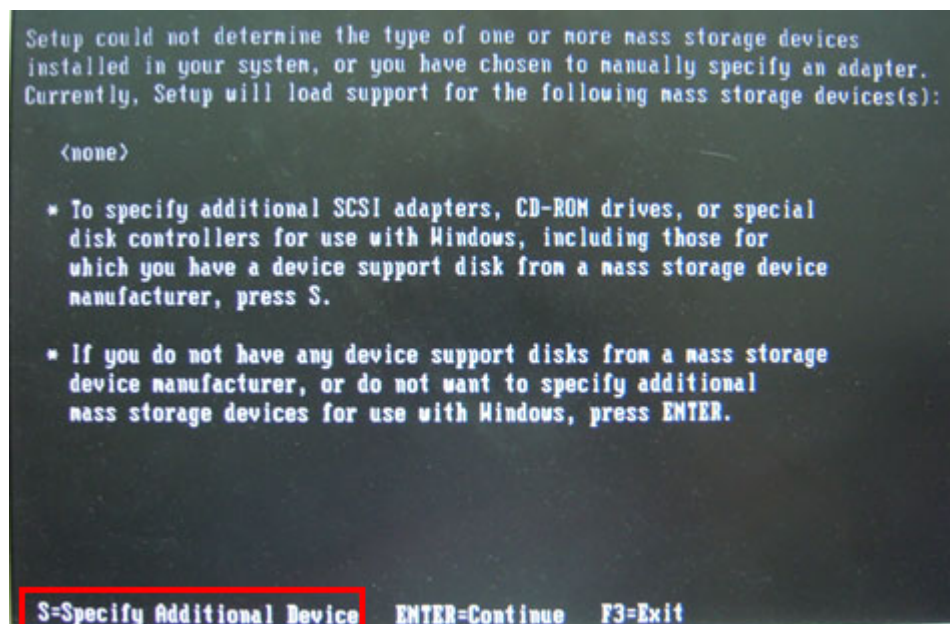 Setup could not determine the type of one or more mass storage devices
installed in your system, or you have chosen to manually specify an adapter.
Currently, Setup will load support for the following mass storage devices(s):
<none>
* To specify additional SCSI adapters, CD-ROM drives, or special
disk controllers for use with Windows, including those for
which you have a device support disk from a mass storage device
manufacturer, press S.
* If you do not have any device support disks from a mass storage
device manufacturer, or do not want to specify additional
mass storage devices for use with Windows, press ENTER.
S=Specify Additional Device ENTER=Continue F3=Exit